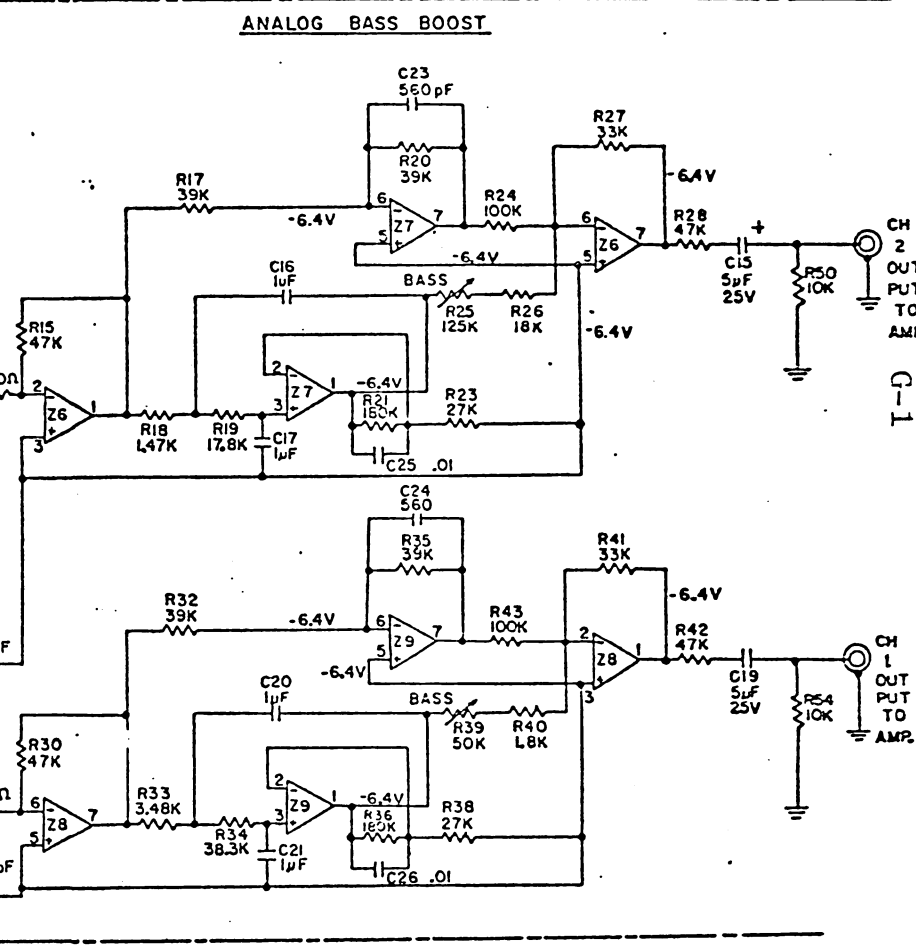 ANALOG BASS BOOST
C23
560pF
R27
33K
R20
39K
R17
39K
-6.4V
6
7
Z7
5
R24
100K
-6.4V
6
7
Z6
5
R28
47K
+
C15
5µF
25V
R50
10K
CH
2
OUT
PUT
TO
-6.4V
C16
1uF
BASS
R25
125K
R26
18K
-6.4V
R15
47K
Ω
2
1
Z6
3
R18
1.47K
R19
17.8K
2
1
Z7
3
-6.4V
R21
C17
1µF
R23
27K
C25 .01
G-1
C24
560
R35
39K
R41
33K
R32
39K
-6.4V
6
7
Z9
5
R43
100K
-6.4V
2
1
Z8
3
R42
47K
C19
5µF
25V
R54
10K
CH
1
OUT
PUT
TO
AMP.
F
-6.4V
C20
1µF
BASS
R39
50K
R40
1.8K
R30
47K
Ω
6
7
Z8
5
R33
3.48K
R34
38.3K
2
1
Z9
3
-6.4V
R36
C21
1µF
R38
27K
C26 .01
F